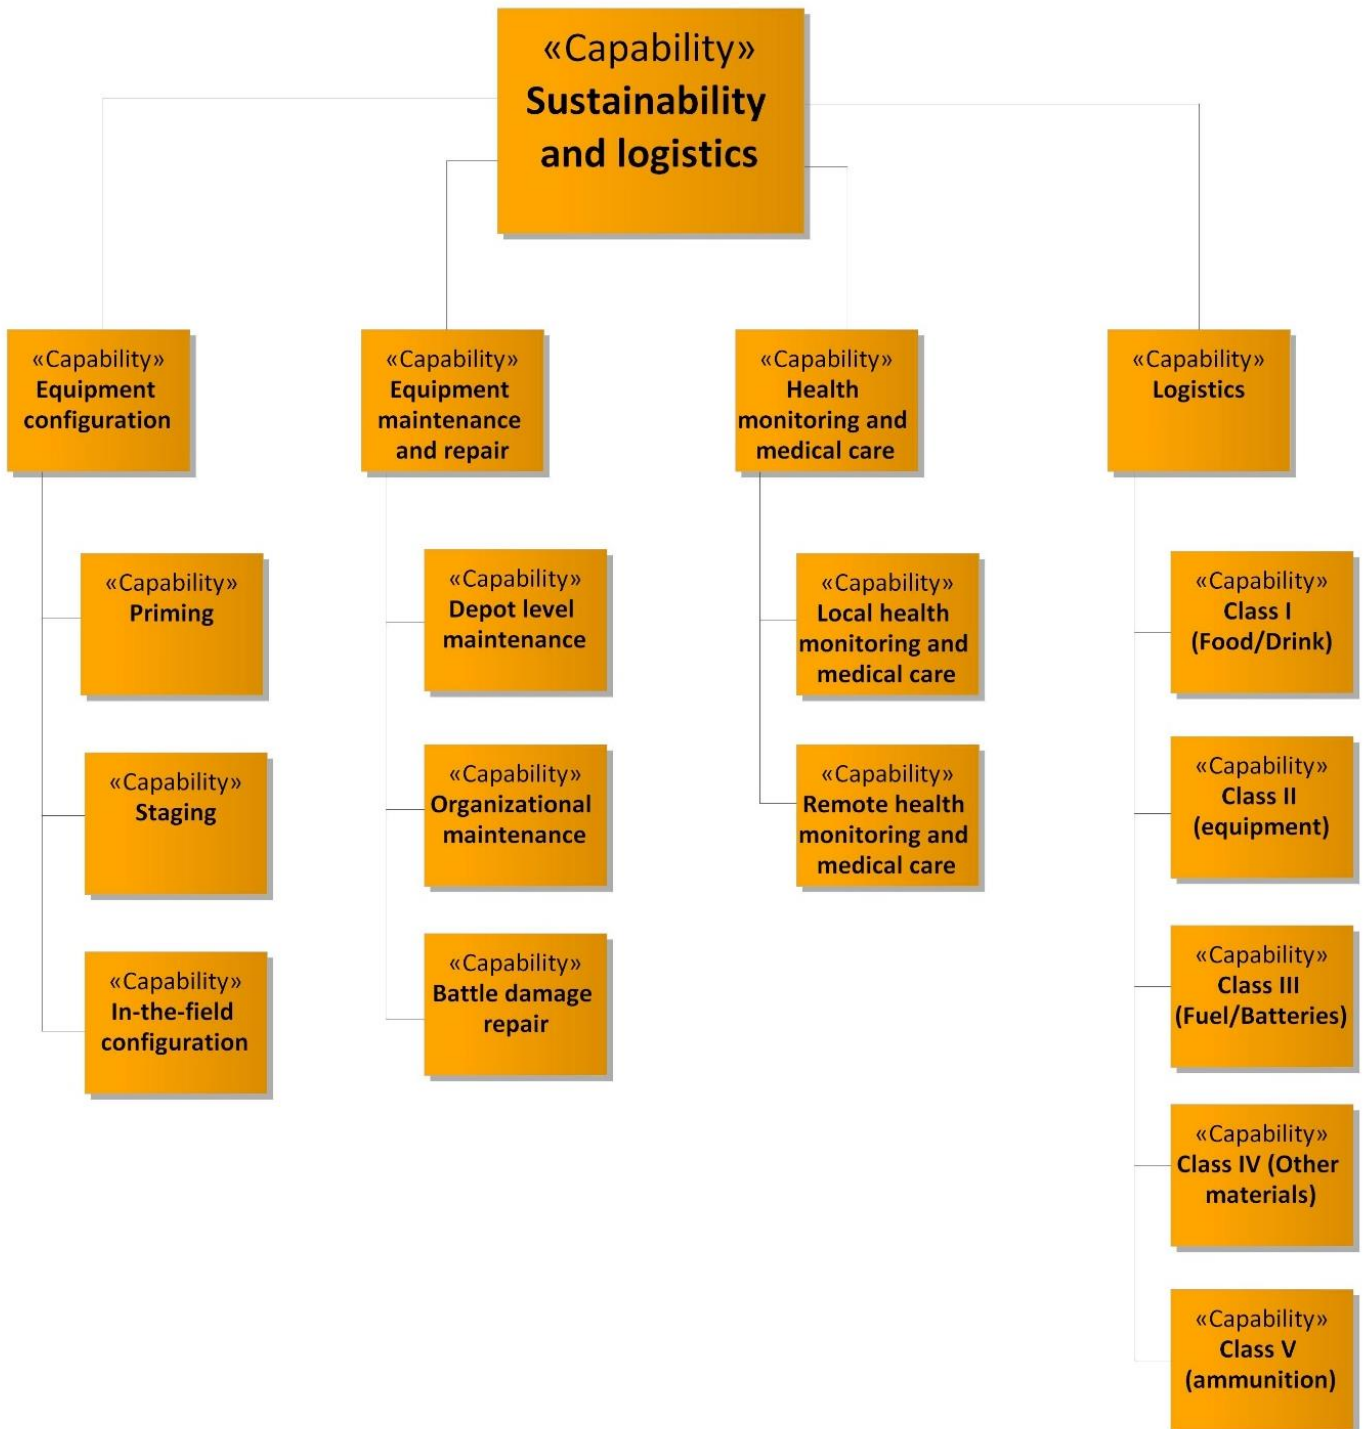 «Capability»
Sustainability
and logistics
«Capability»
Equipment
configuration
«Capability»
Equipment
maintenance
and repair
«Capability»
Health
monitoring and
medical care
«Capability»
Logistics
«Capability»
Priming
«Capability»
Staging
«Capability»
In-the-field
configuration
«Capability»
Depot level
maintenance
«Capability»
Organizational
maintenance
«Capability»
Battle damage
repair
«Capability»
Local health
monitoring and
medical care
«Capability»
Remote health
monitoring and
medical care
«Capability»
Class I
(Food/Drink)
«Capability»
Class II
(equipment)
«Capability»
Class III
(Fuel/Batteries)
«Capability»
Class IV (Other
materials)
«Capability»
Class V
(ammunition)